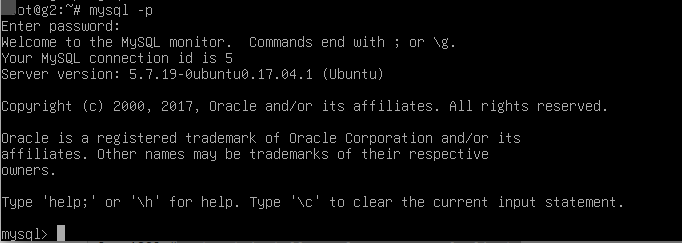 ot@g2:~# mysql -p
Enter password:
Welcome to the MySQL monitor.  Commands end with ; or \g.
Your MySQL connection id is 5
Server version: 5.7.19-0ubuntu0.17.04.1 (Ubuntu)
Copyright (c) 2000, 2017, Oracle and/or its affiliates. All rights reserved.
Oracle is a registered trademark of Oracle Corporation and/or its
affiliates. Other names may be trademarks of their respective
owners.
Type 'help;' or '\h' for help. Type '\c' to clear the current input statement.
mysql>